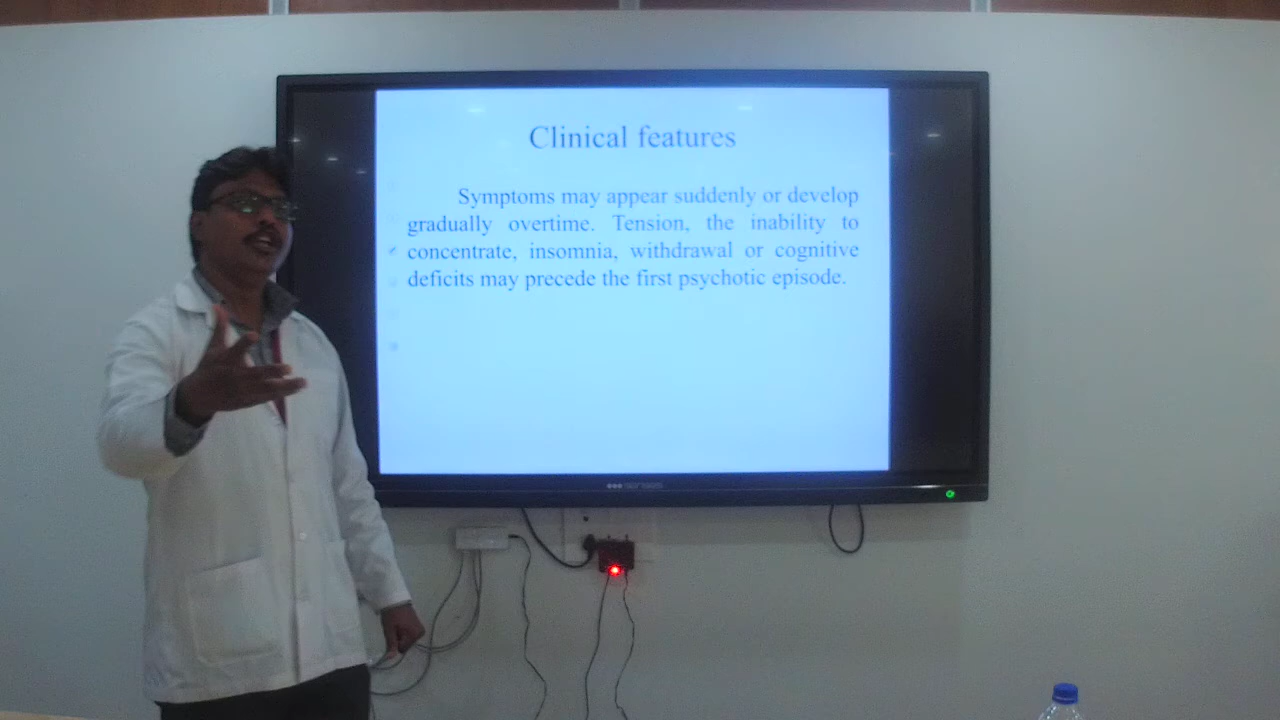 Clinical features
Symptoms may appear suddenly or develop
gradually overtime. Tension, the inability to
concentrate, insomnia, withdrawal or cognitive
deficits may precede the first psychotic episode.